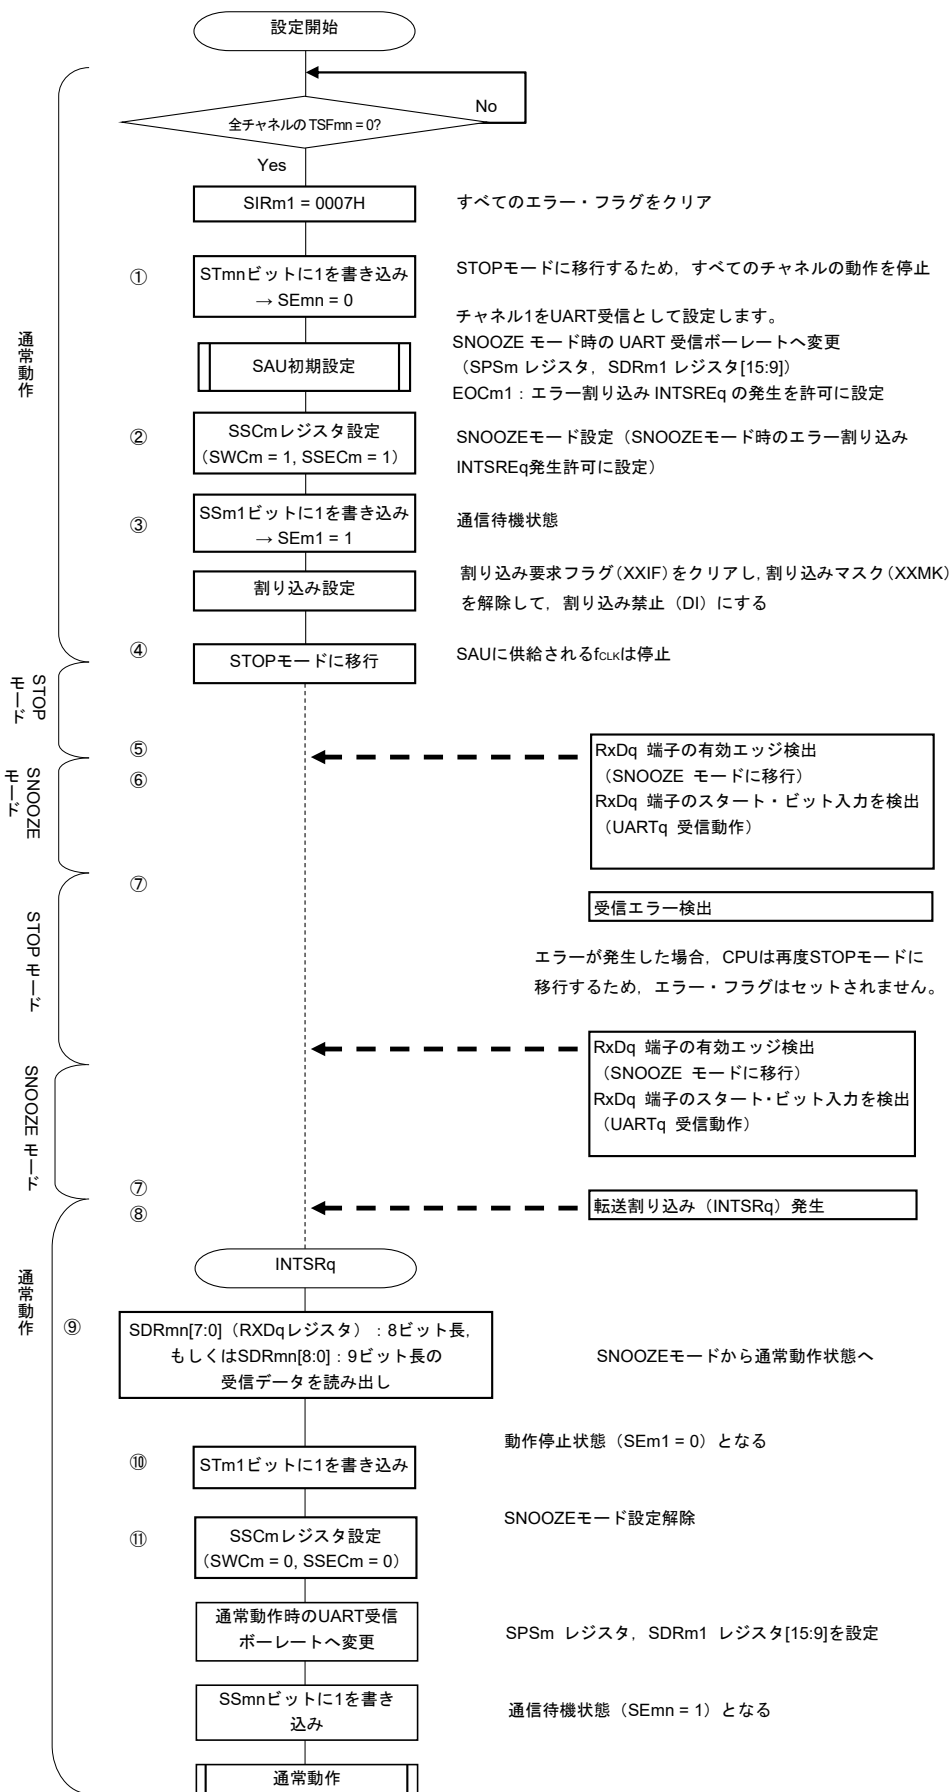 設定開始
No
全チャネルの TSFmn = 0?
Yes
SIRm1 = 0007H
すべてのエラー・フラグをクリア
①
STmnビットに1を書き込み
→ SEmn = 0
STOPモードに移行するため，すべてのチャネルの動作を停止
通常動作
SAU初期設定
チャネル1をUART受信として設定します。
SNOOZE モード時の UART 受信ボーレートへ変更
（SPSm レジスタ，SDRm1 レジスタ[15:9]）
EOCm1：エラー割り込み INTSREq の発生を許可に設定
②
SSCmレジスタ設定
（SWCm = 1, SSECm = 1）
SNOOZEモード設定（SNOOZEモード時のエラー割り込み
INTSREq発生許可に設定）
③
SSm1ビットに1を書き込み
→ SEm1 = 1
通信待機状態
割り込み設定
割り込み要求フラグ（XXIF）をクリアし，割り込みマスク（XXMK）
を解除して，割り込み禁止（DI）にする
④
STOPモードに移行
SAUに供給されるfCLKは停止
STOP
モード
⑤
RxDq 端子の有効エッジ検出
（SNOOZE モードに移行）
RxDq 端子のスタート・ビット入力を検出
（UARTq 受信動作）
⑥
SNOOZE
モード
⑦
受信エラー検出
STOP モード
エラーが発生した場合，CPUは再度STOPモードに
移行するため，エラー・フラグはセットされません。
RxDq 端子の有効エッジ検出
（SNOOZE モードに移行）
RxDq 端子のスタート・ビット入力を検出
（UARTq 受信動作）
SNOOZE モード
⑦
⑧
転送割り込み（INTSRq）発生
INTSRq
通常動作
⑨
SDRmn[7:0]（RXDqレジスタ）：8ビット長，
もしくはSDRmn[8:0]：9ビット長の
受信データを読み出し
SNOOZEモードから通常動作状態へ
⑩
STm1ビットに1を書き込み
動作停止状態（SEm1 = 0）となる
⑪
SSCmレジスタ設定
（SWCm = 0, SSECm = 0）
SNOOZEモード設定解除
通常動作時のUART受信
ボーレートへ変更
SPSm レジスタ，SDRm1 レジスタ[15:9]を設定
SSmnビットに1を書き
込み
通信待機状態（SEmn = 1）となる
通常動作